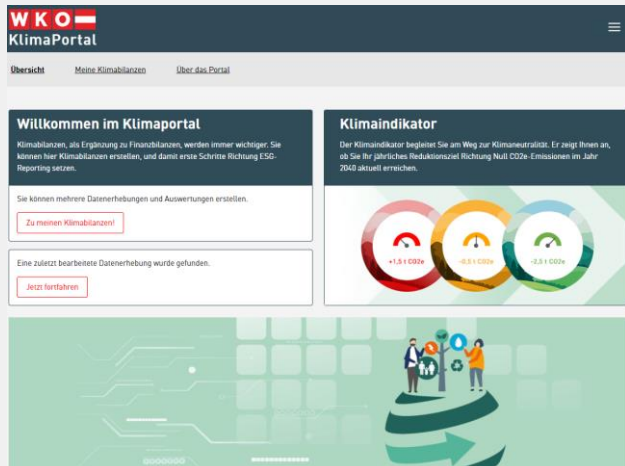 WKO
KlimaPortal
Übersicht
Meine Klimabilanzen
Über das Portal
Willkommen im Klimaportal
Klimabilanzen, als Ergänzung zu Finanzbilanzen, werden immer wichtiger. Sie
können hier Klimabilanzen erstellen, und damit erste Schritte Richtung ESG-
Reporting setzen.
Sie können mehrere Datenerhebungen und Auswertungen erstellen.
Zu meinen Klimabilanzen!
Eine zuletzt bearbeitete Datenerhebung wurde gefunden.
Jetzt fortfahren
Klimaindikator
Der Klimaindikator begleitet Sie am Weg zur Klimaneutralität. Er zeigt Ihnen an,
ob Sie Ihr jährliches Reduktionsziel Richtung Null CO2e-Emissionen im Jahr
2040 aktuell erreichen.
+1,5 t CO2e
-0,5 t CO2e
-2,5 t CO2e